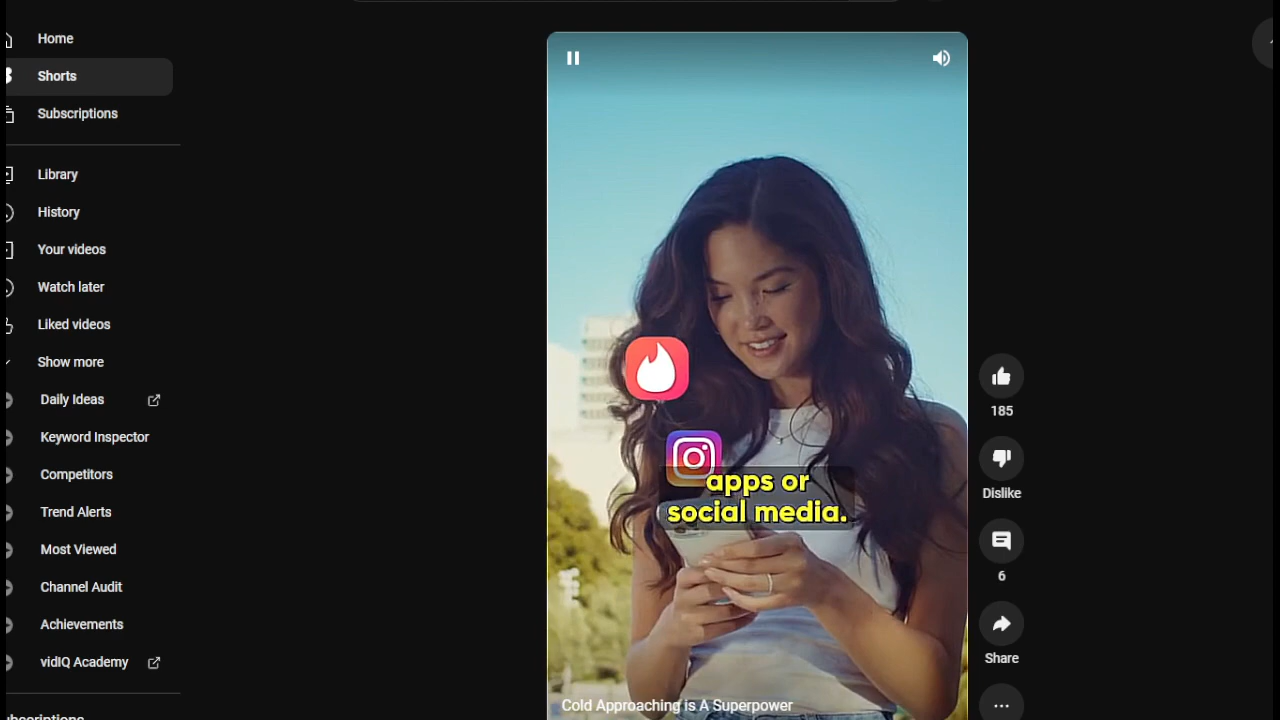 Home
Shorts
Subscriptions
Library
History
Your videos
Watch later
Liked videos
Show more
Daily Ideas
Keyword Inspector
Competitors
Trend Alerts
Most Viewed
Channel Audit
Achievements
vidIQ Academy
apps or
social media.
Cold Approaching is A Superpower
185
Dislike
6
Share